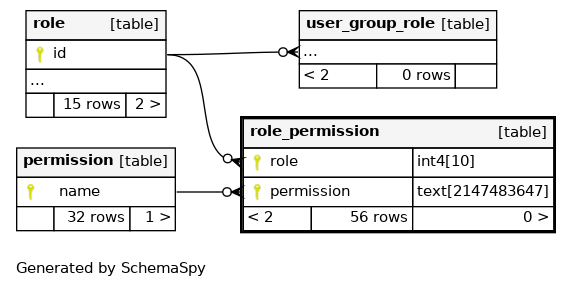 role [table]
id
...
15 rows 2 >
user_group_role [table]
...
< 2 0 rows
permission [table]
name
32 rows 1 >
role_permission [table]
role int4[10]
permission text[2147483647]
< 2 56 rows 0 >
Generated by SchemaSpy